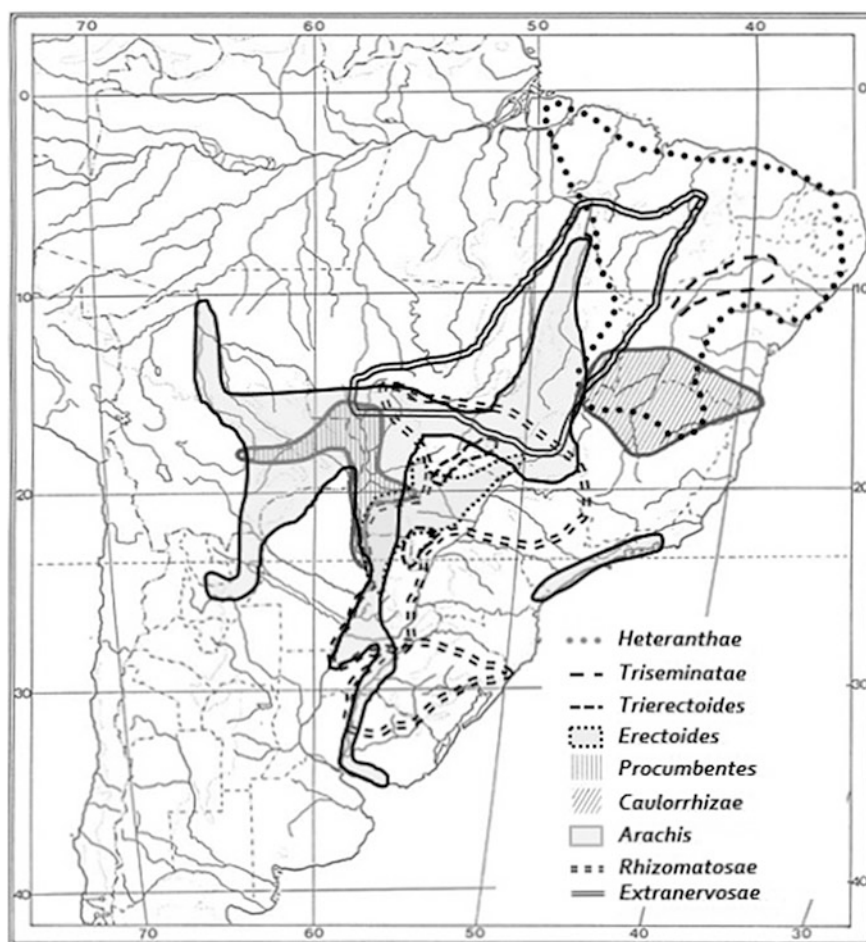 70 60 50 40
0 0
10 10
20 20
30 30
40 40
70 60 50 40 30
Heteranthae
Triseminatae
Trierectoides
Erectoides
Procumbentes
Caulorrhizae
Arachis
Rhizomatosae
Extranervosae